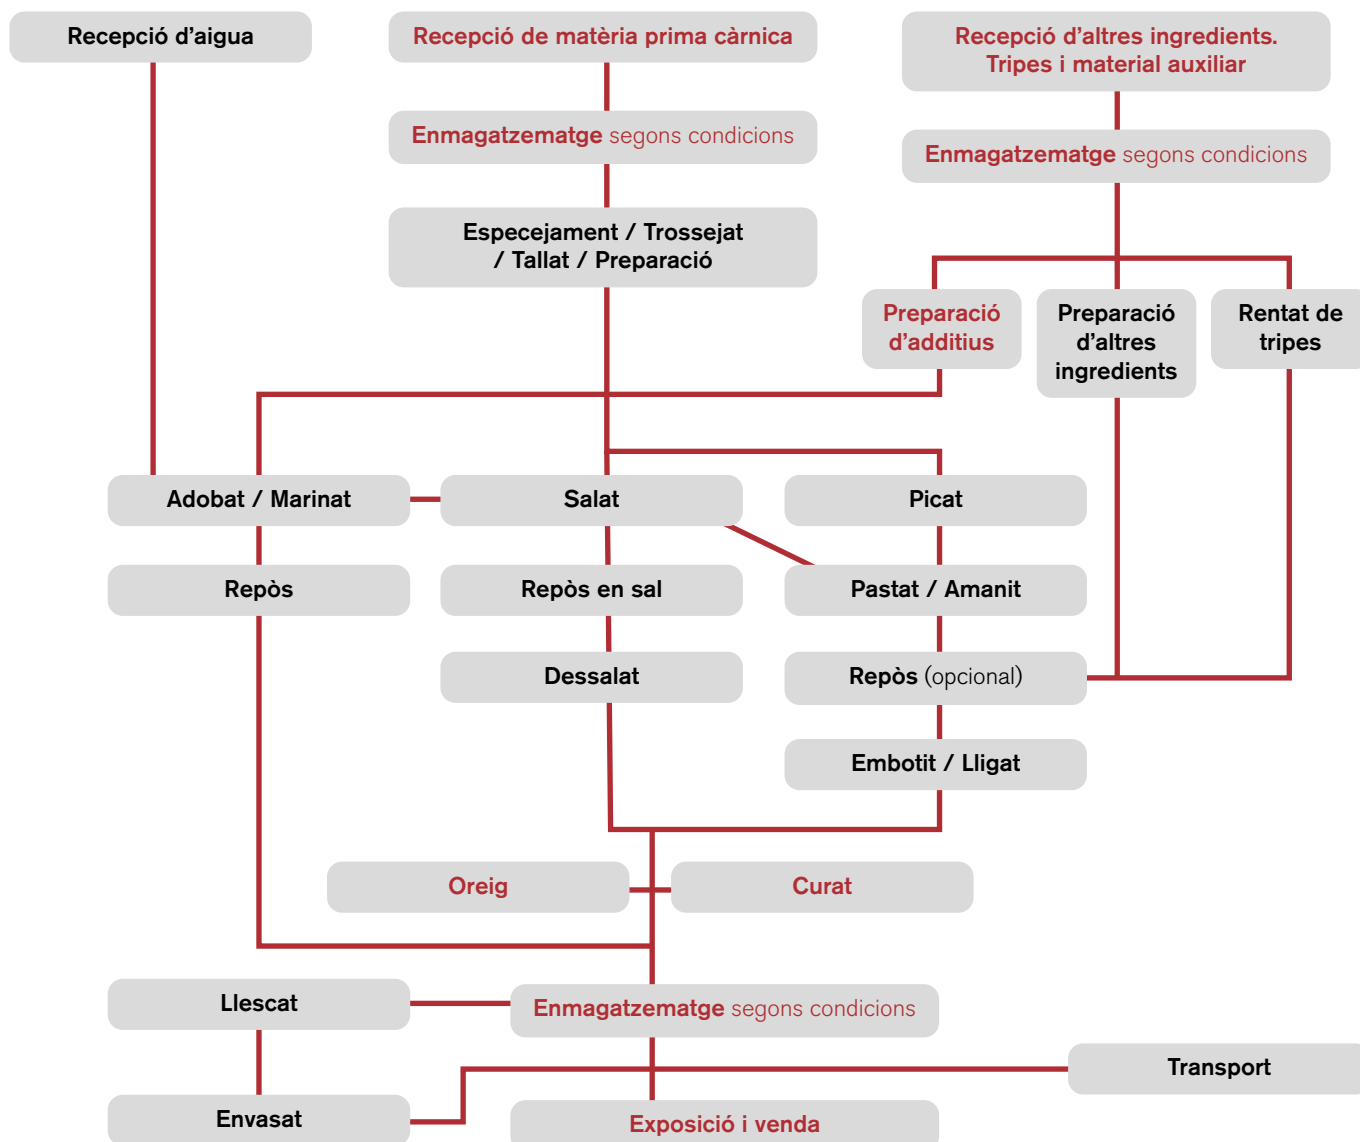 Recepció d'aigua
Recepció de matèria prima càrnica
Recepció d'altres ingredients.
Tripes i material auxiliar
Enmagatzematge segons condicions
Enmagatzematge segons condicions
Especejament / Trossejat
/ Tallat / Preparació
Preparació
d'additius
Preparació
d'altres
ingredients
Rentat de
tripes
Adobat / Marinat
Salat
Picat
Repòs
Repòs en sal
Pastat / Amanit
Dessalat
Repòs (opcional)
Embotit / Lligat
Oreig
Curat
Llescat
Enmagatzematge segons condicions
Transport
Envasat
Exposició i venda